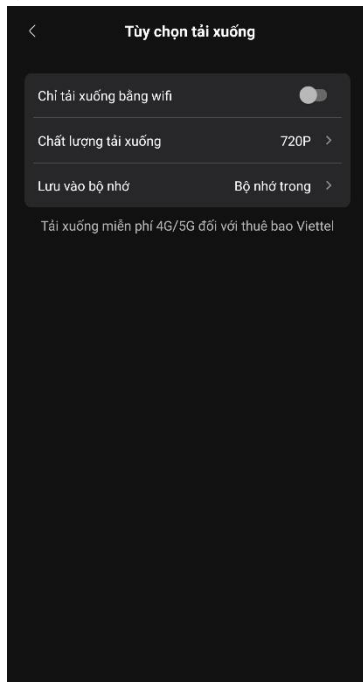 Tùy chọn tải xuống
Chỉ tải xuống bằng wifi
Chất lượng tải xuống 720P
Lưu vào bộ nhớ Bộ nhớ trong
Tải xuống miễn phí 4G/5G đối với thuê bao Viettel